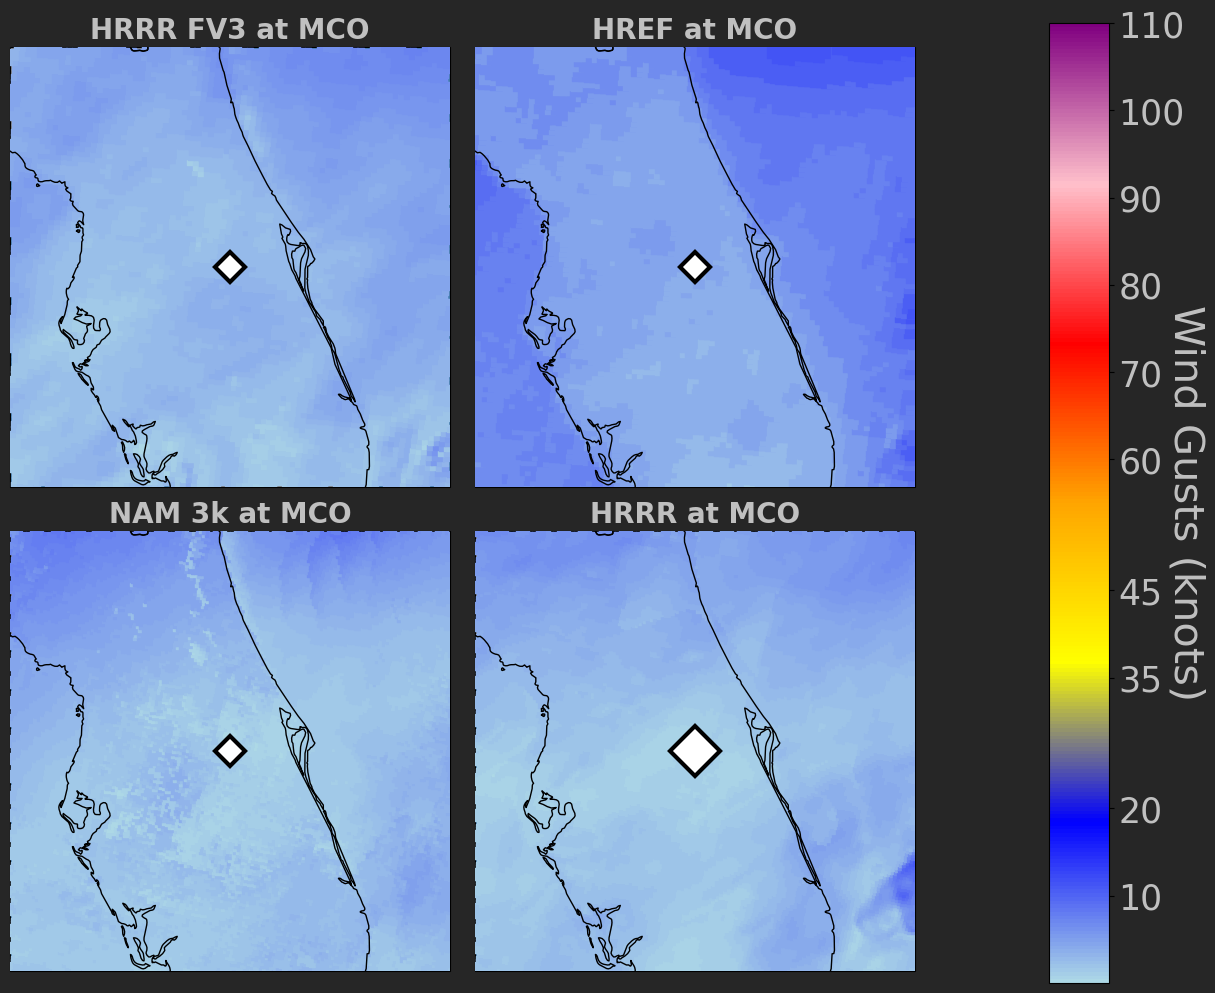 HRRR FV3 at MCO
HREF at MCO
NAM 3k at MCO
HRRR at MCO
110
100
90
80
70
60
45
35
20
10
Wind Gusts (knots)